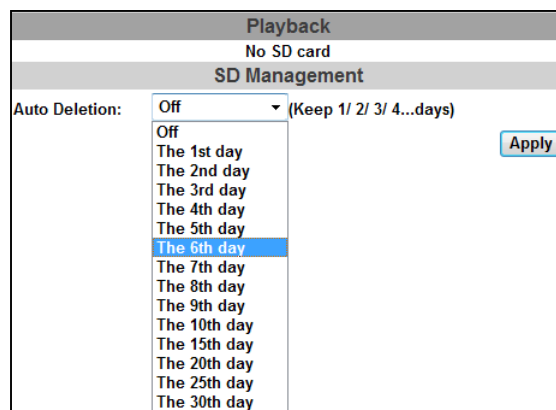 Playback
No SD card
SD Management
Auto Deletion: Off (Keep 1/ 2/ 3/ 4...days)
Off
Apply
The 1st day
The 2nd day
The 3rd day
The 4th day
The 5th day
The 6th day
The 7th day
The 8th day
The 9th day
The 10th day
The 15th day
The 20th day
The 25th day
The 30th day